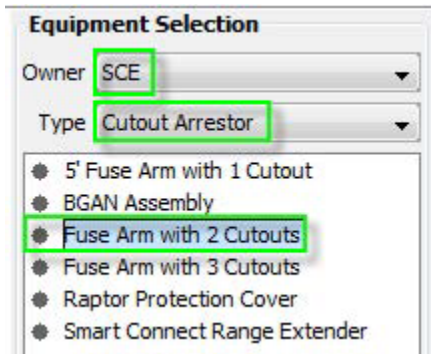 Equipment Selection
Owner SCE
Type Cutout Arrestor
5' Fuse Arm with 1 Cutout
BGAN Assembly
Fuse Arm with 2 Cutouts
Fuse Arm with 3 Cutouts
Raptor Protection Cover
Smart Connect Range Extender